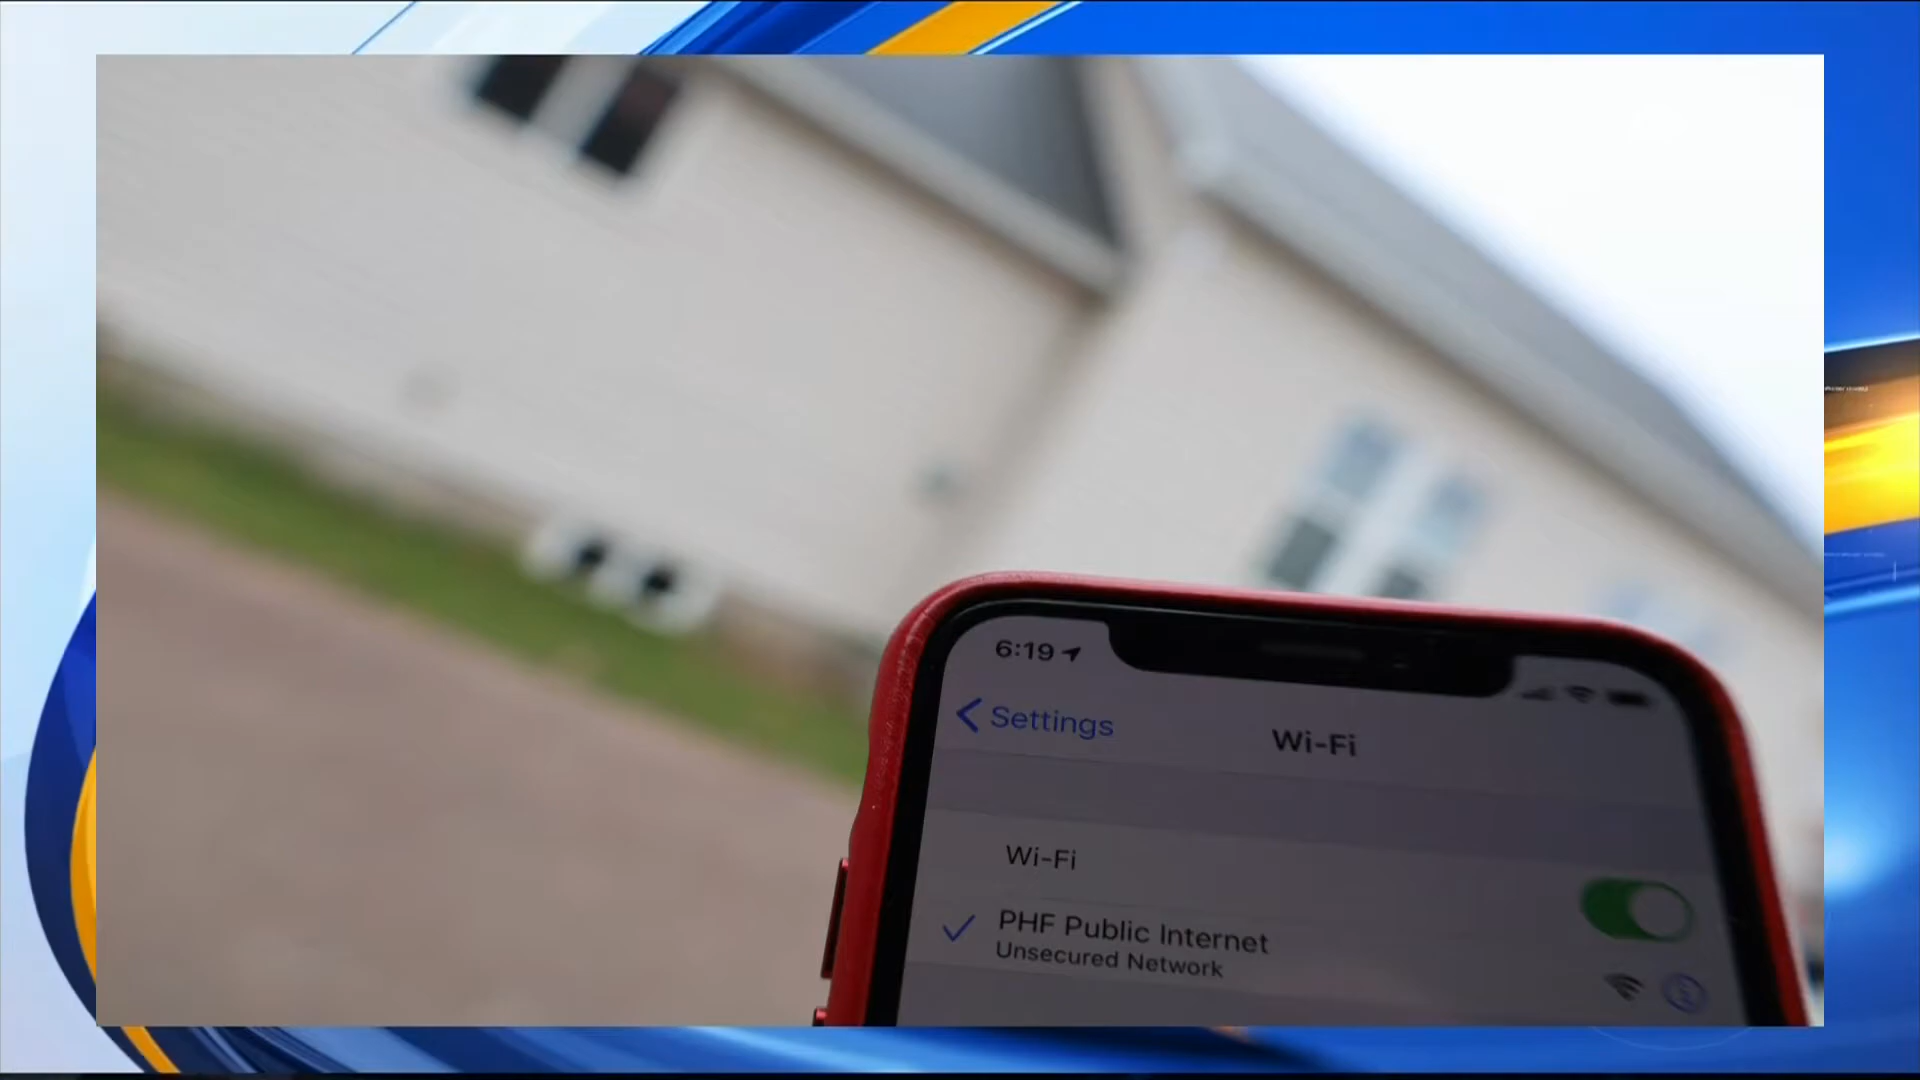 6:19
Settings
Wi-Fi
Wi-Fi
PHF Public Internet
Unsecured Network